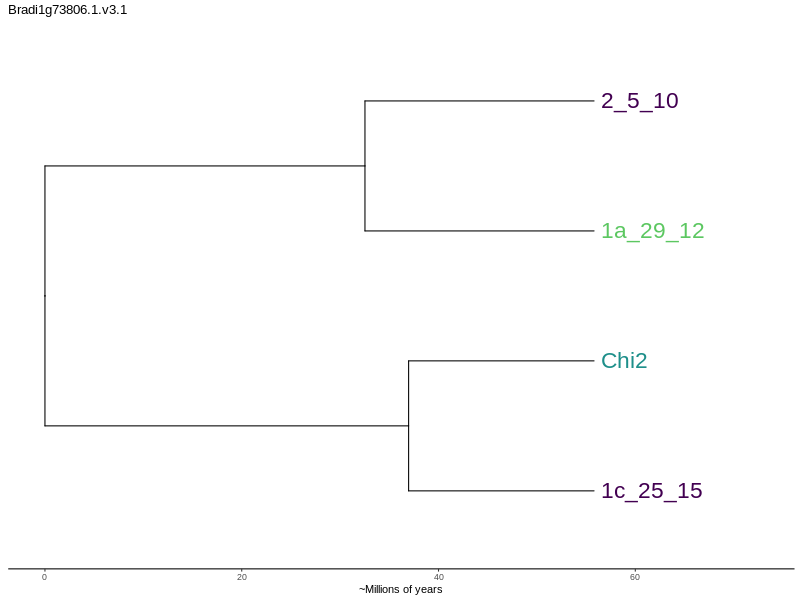 Bradi1g73806.1.v3.1
2_5_10
1a_29_12
Chi2
1c_25_15
0 20 40 60
~Millions of years